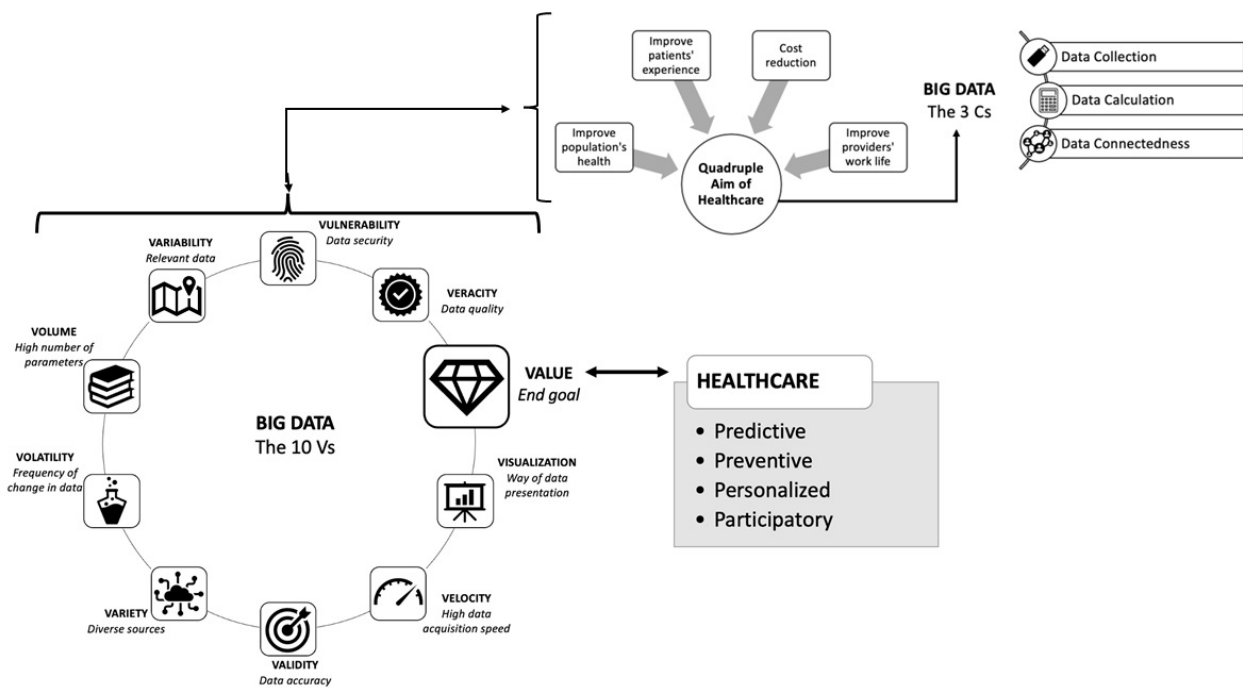 Improve
patients'
experience
Cost
reduction
Improve
population's
health
Improve
providers'
work life
Quadruple
Aim of
Healthcare
BIG DATA
The 3 Cs
Data Collection
Data Calculation
Data Connectedness
VULNERABILITY
Data security
VARIABILITY
Relevant data
VERACITY
Data quality
VOLUME
High number of
parameters
VALUE
End goal
BIG DATA
The 10 Vs
VOLATILITY
Frequency of
change in data
VISUALIZATION
Way of data
presentation
VARIETY
Diverse sources
VELOCITY
High data
acquisition speed
VALIDITY
Data accuracy
HEALTHCARE
• Predictive
• Preventive
• Personalized
• Participatory